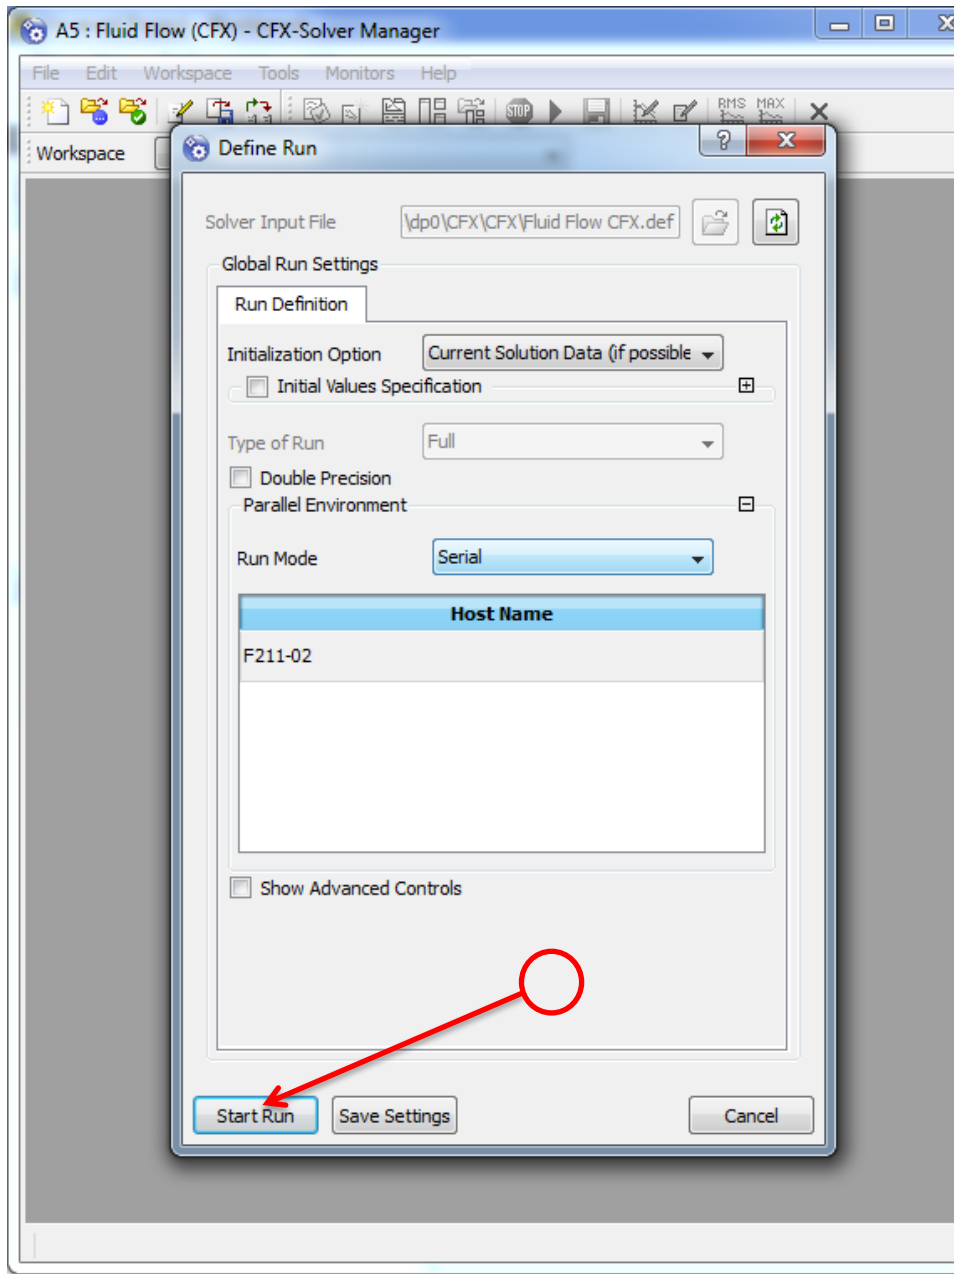 A5 : Fluid Flow (CFX) - CFX-Solver Manager
File Edit Workspace Tools Monitors Help
STOP RMS MAX
Workspace
Define Run
Solver Input File \dp0\CFX\CFX\Fluid Flow CFX.def
Global Run Settings
Run Definition
Initialization Option Current Solution Data (if possible
Initial Values Specification
Type of Run Full
Double Precision
Parallel Environment
Run Mode Serial
Host Name
F211-02
Show Advanced Controls
Start Run Save Settings Cancel